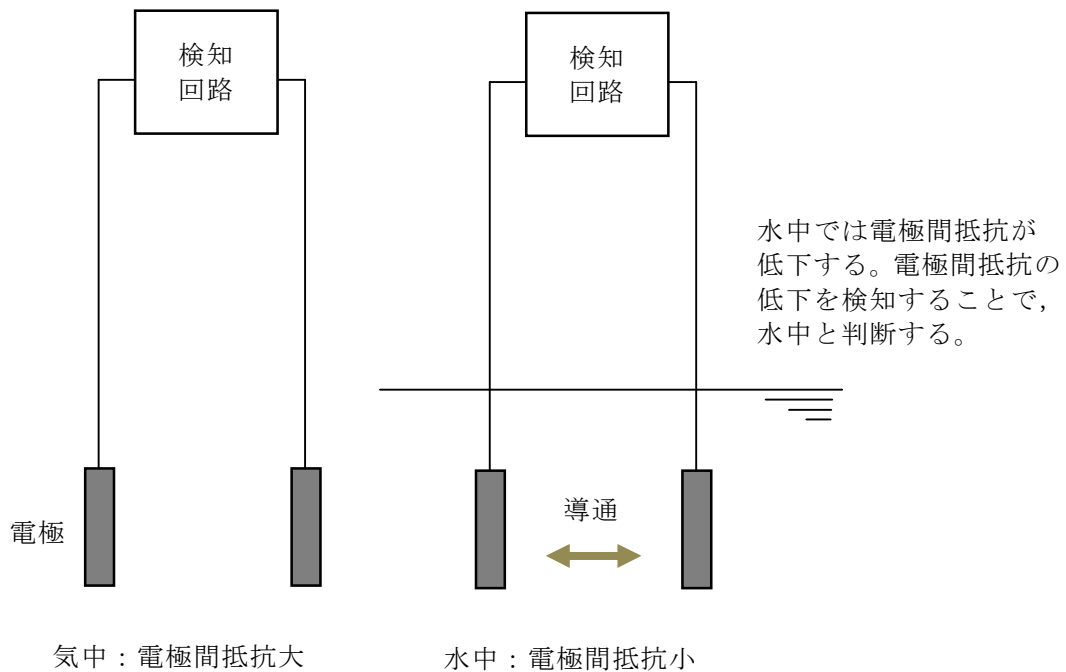 検知
回路
検知
回路
水中では電極間抵抗が
低下する。電極間抵抗の
低下を検知することで,
水中と判断する。
電極
導通
気中：電極間抵抗大
水中：電極間抵抗小